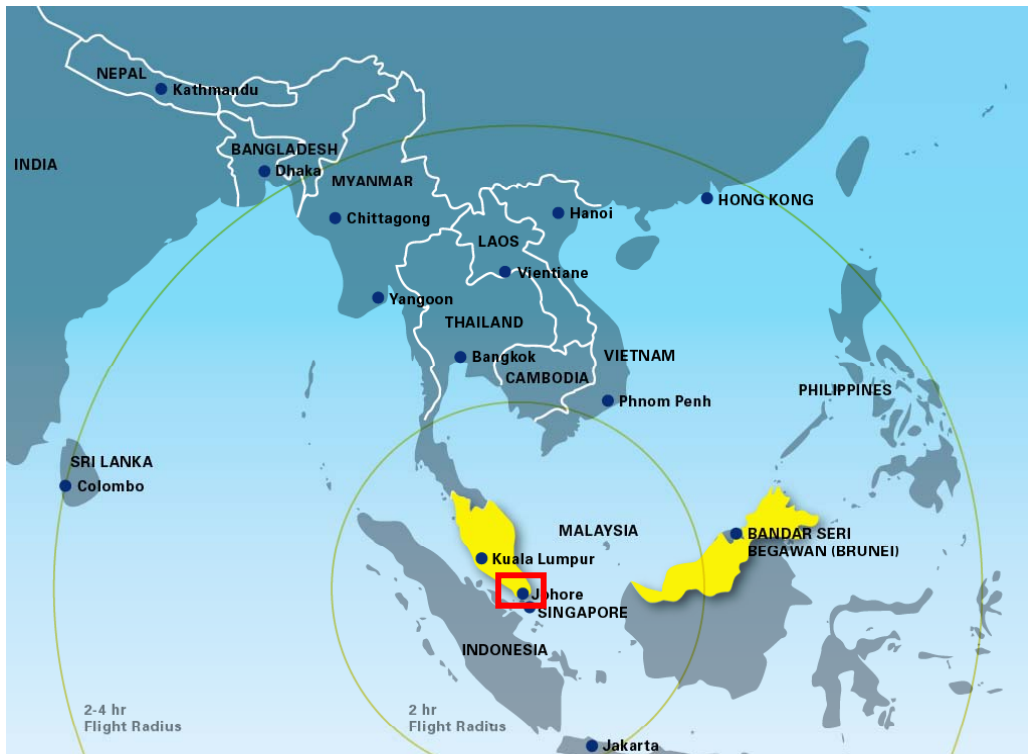 NEPAL
Kathmandu
INDIA
BANGLADESH
Dhaka
MYANMAR
Chittagong
HONG KONG
Hanoi
LAOS
Vientiane
Yangoon
THAILAND
Bangkok
VIETNAM
CAMBODIA
Phnom Penh
PHILIPPINES
SRI LANKA
Colombo
MALAYSIA
BANDAR SERI
BEGAWAN (BRUNEI)
Kuala Lumpur
Johore
SINGAPORE
INDONESIA
2-4 hr
Flight Radius
2 hr
Flight Radius
Jakarta